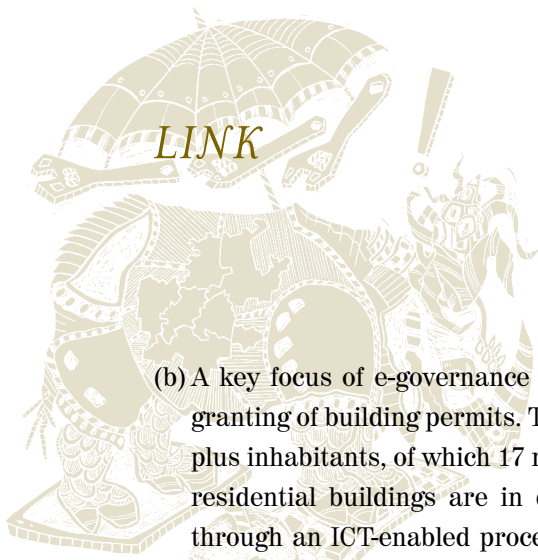 LINK
(b) A key focus of e-governance
granting of building permits.
plus inhabitants, of which 17
residential buildings are in
through an ICT-enabled